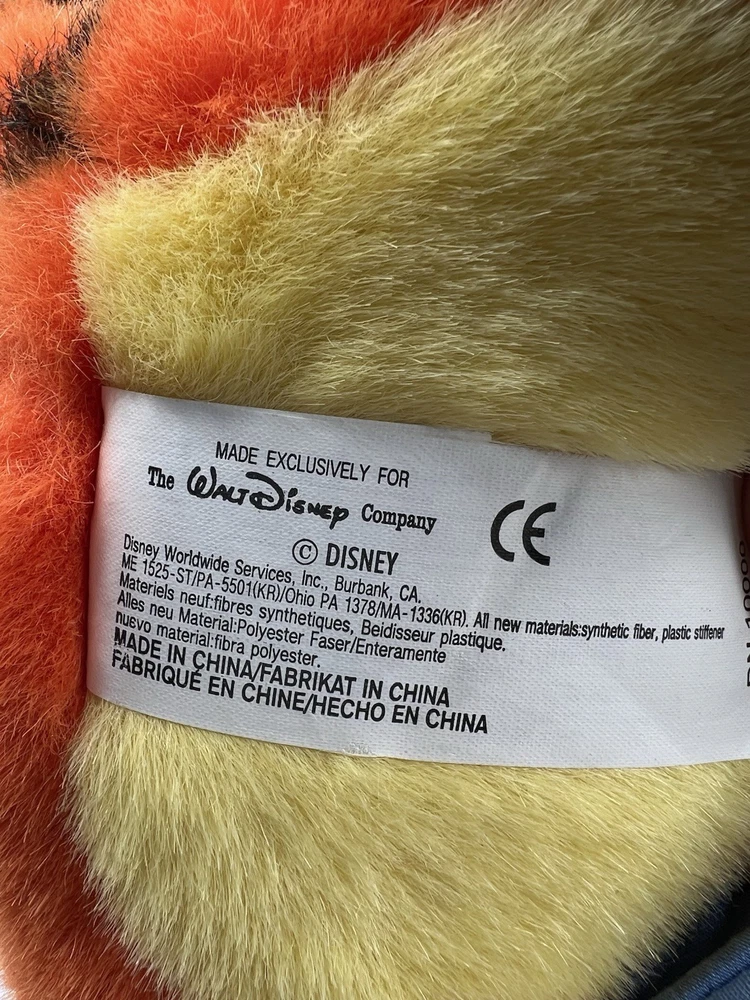 MADE EXCLUSIVELY FOR
The WALT DISNEY Company
CE
© DISNEY
Disney Worldwide Services, Inc., Burbank, CA.
ME 1525-ST/PA-5501(KR)/Ohio PA 1378/MA-1336(KR). All new materials:synthetic fiber, plastic stiffener
Materiels neuf:fibres synthetiques, Beidisseur plastique.
Alles neu Material:Polyester Faser/Enteramente
nuevo material:fibra polyester.
MADE IN CHINA/FABRIKAT IN CHINA
FABRIQUÉ EN CHINE/HECHO EN CHINA